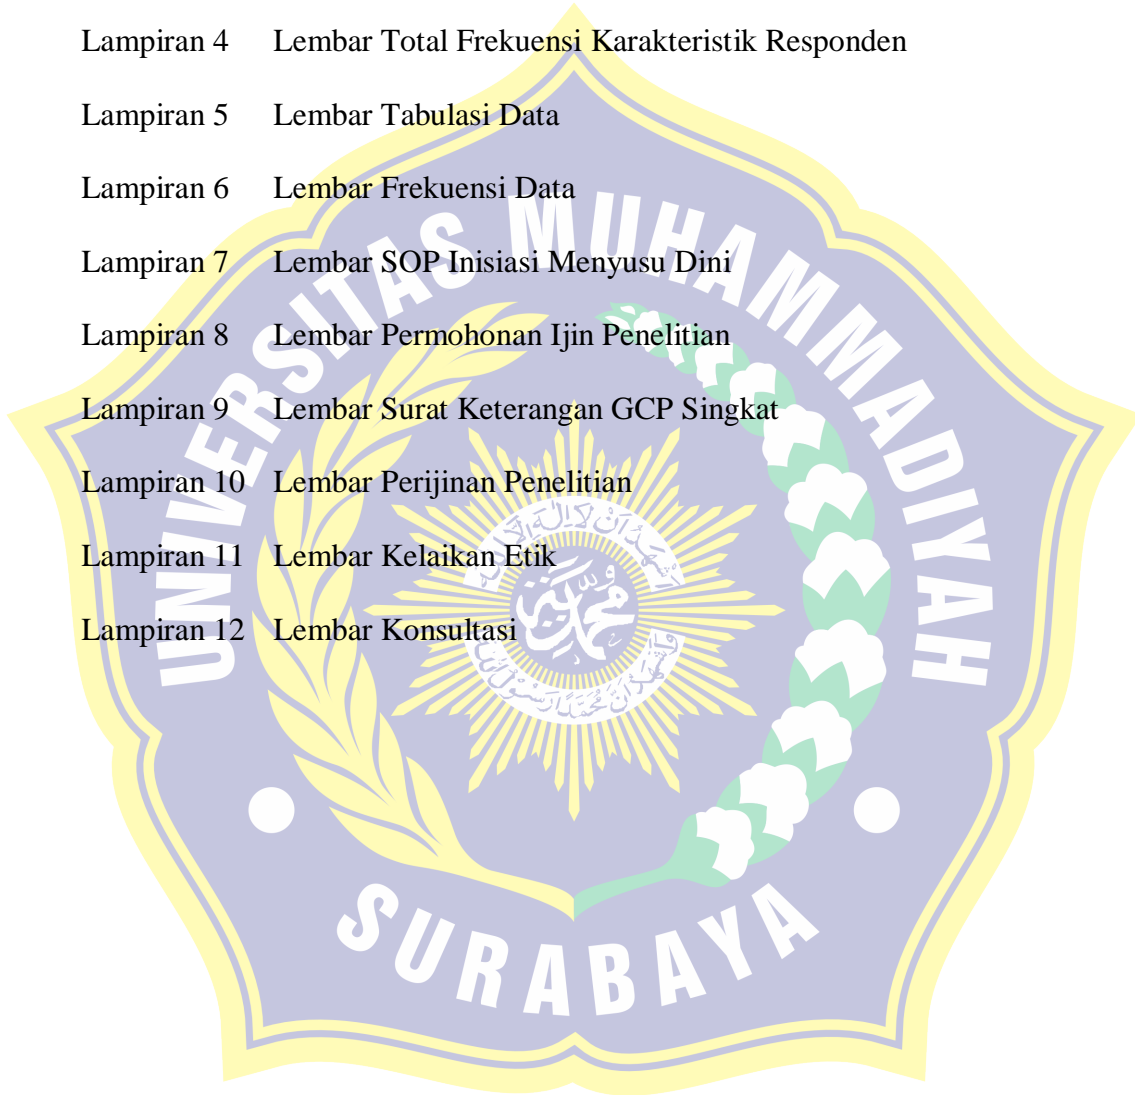 Lampiran 4 Lembar Total Frekuensi Karakteristik Responden
Lampiran 5 Lembar Tabulasi Data
Lampiran 6 Lembar Frekuensi Data
Lampiran 7 Lembar SOP Inisiasi Menyusu Dini
Lampiran 8 Lembar Permohonan Ijin Penelitian
Lampiran 9 Lembar Surat Keterangan GCP Singkat
Lampiran 10 Lembar Perijinan Penelitian
Lampiran 11 Lembar Kelaikan Etik
Lampiran 12 Lembar Konsultasi
UNIVERSITAS MUHAMMADIYAH
SURABAYA